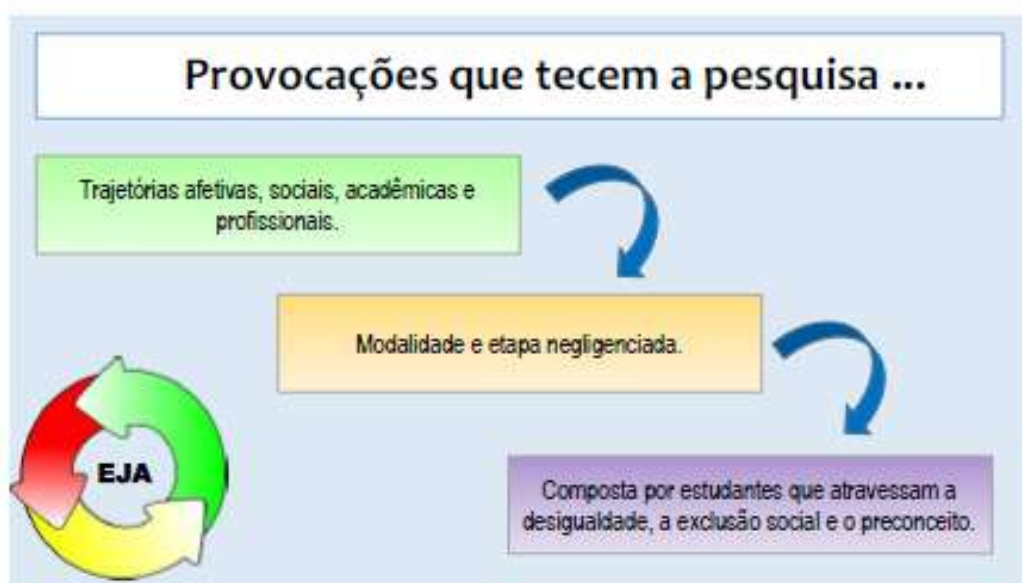 Provocações que tecem a pesquisa ...
Trajetórias afetivas, sociais, acadêmicas e
profissionais.
Modalidade e etapa negligenciada.
EJA
Composta por estudantes que atravessam a
desigualdade, a exclusão social e o preconceito.